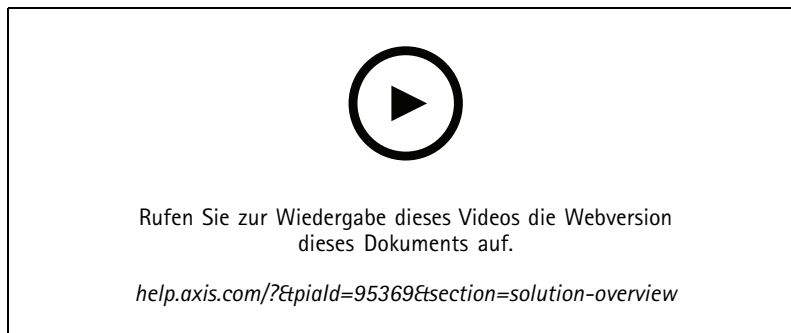 Rufen Sie zur Wiedergabe dieses Videos die Webversion
dieses Dokuments auf.
help.axis.com/?&piaId=95369&section=solution-overview